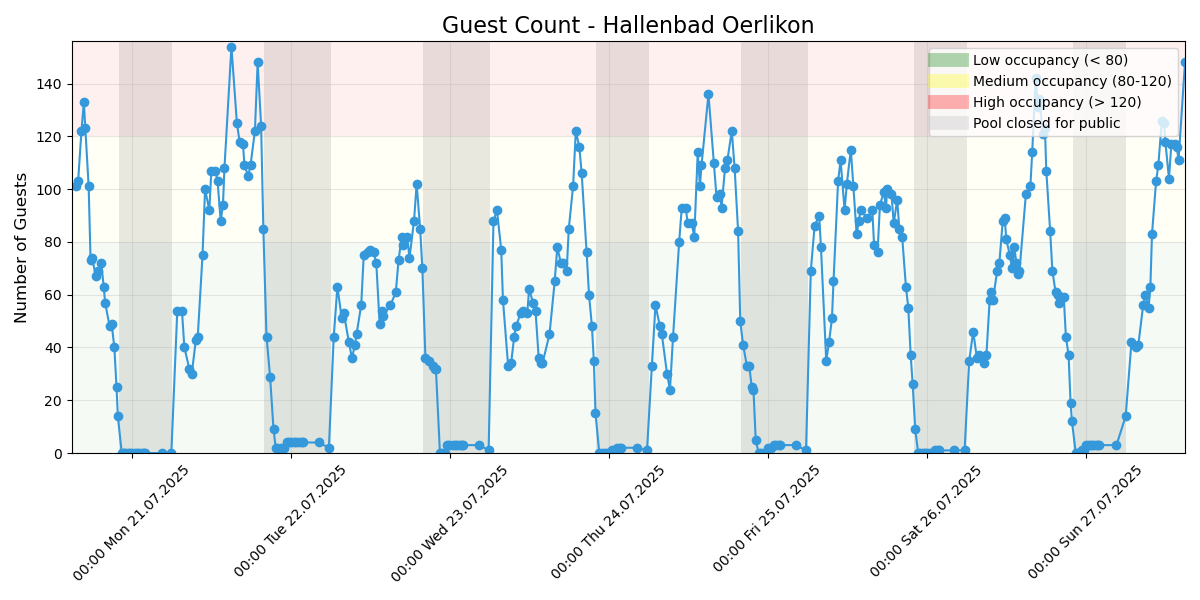 Guest Count - Hallenbad Oerlikon
Low occupancy (< 80)
Medium occupancy (80-120)
High occupancy (> 120)
Pool closed for public
Number of Guests
140
120
100
80
60
40
20
0
00:00 Mon 21.07.2025
00:00 Tue 22.07.2025
00:00 Wed 23.07.2025
00:00 Thu 24.07.2025
00:00 Fri 25.07.2025
00:00 Sat 26.07.2025
00:00 Sun 27.07.2025